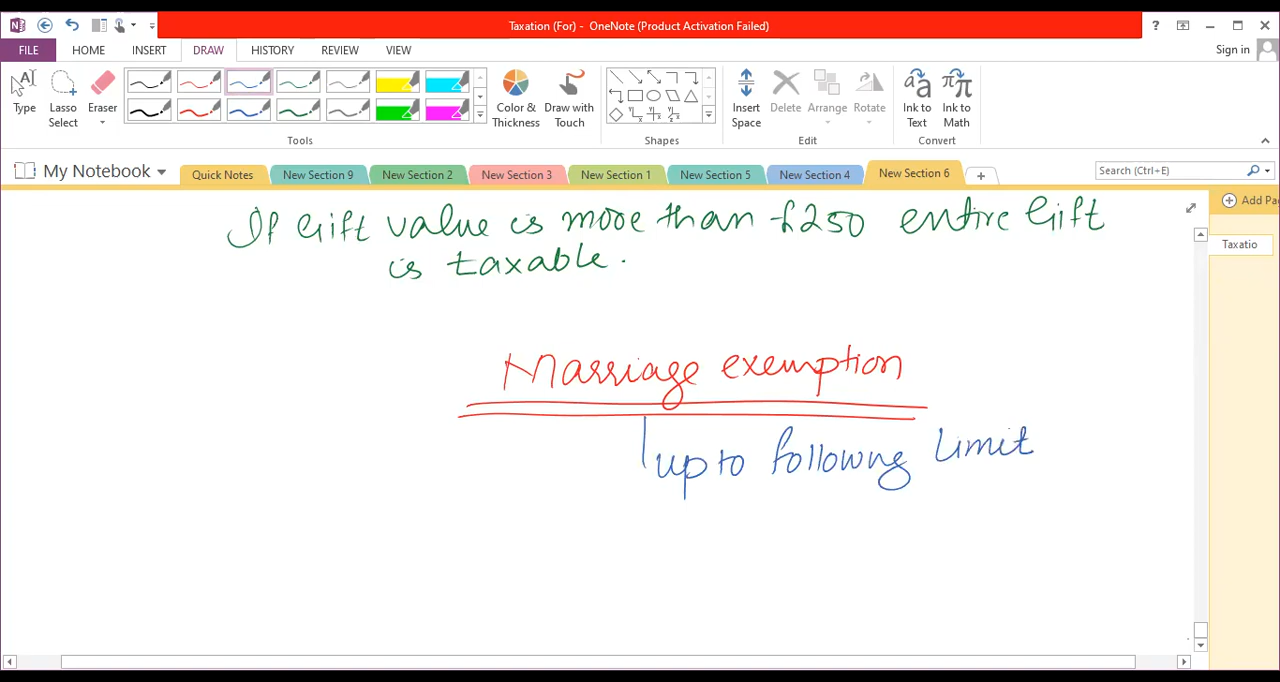 Taxation (For) - OneNote (Product Activation Failed)
FILE HOME INSERT DRAW HISTORY REVIEW VIEW Sign in
Type Lasso Select Eraser Color & Thickness Draw with Touch Insert Space Delete Arrange Rotate Ink to Text Ink to Math
Tools Shapes Edit Convert
My Notebook Quick Notes New Section 9 New Section 2 New Section 3 New Section 1 New Section 5 New Section 4 New Section 6 Search (Ctrl+E)
Add Pa
Taxatio
If Gift value is more than £250 entire Gift
is taxable.
Marriage exemption
upto following limit